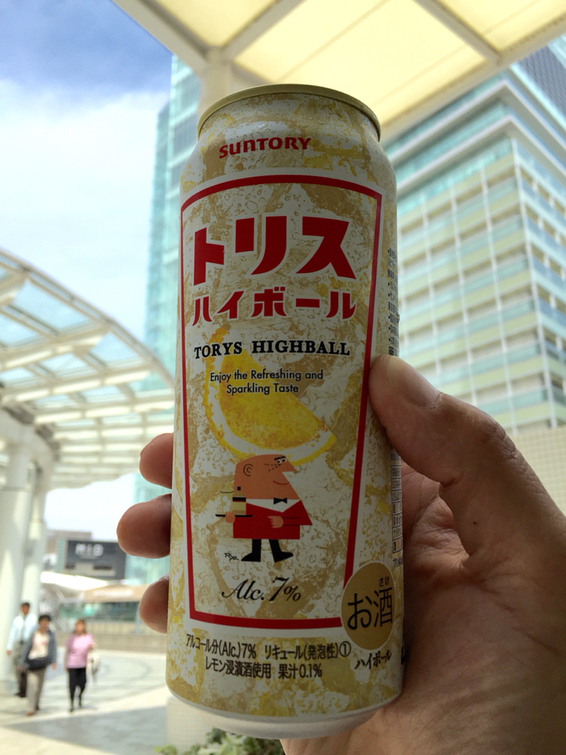 SUNTORY
トリス
ハイボール
TORYS HIGHBALL
Enjoy the Refreshing and
Sparkling Taste
Alc. 7%
さけ
お酒
ハイボール
アルコール分(Alc.)7% リキュール(発泡性)①
レモン浸漬酒使用 果汁0.1%